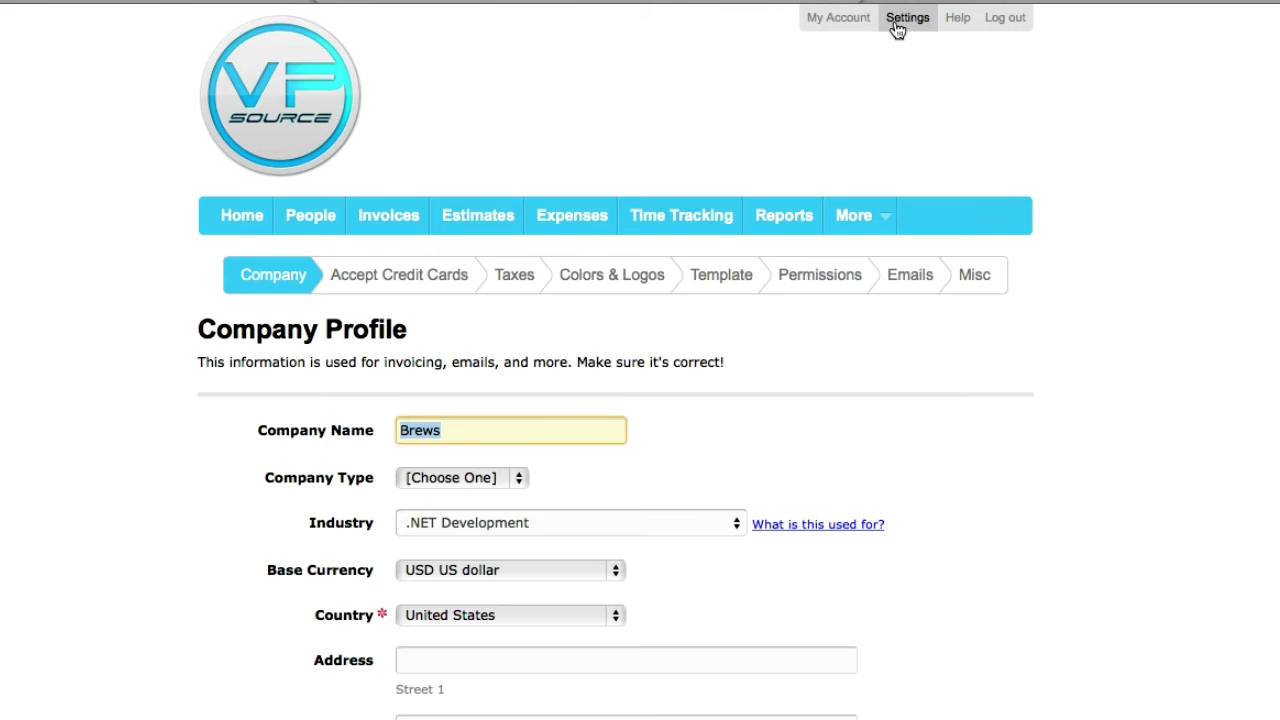 My Account Settings Help Log out
VP
SOURCE
Home People Invoices Estimates Expenses Time Tracking Reports More
Company Accept Credit Cards Taxes Colors & Logos Template Permissions Emails Misc
Company Profile
This information is used for invoicing, emails, and more. Make sure it's correct!
Company Name Brews
Company Type [Choose One]
Industry .NET Development What is this used for?
Base Currency USD US dollar
Country * United States
Address
Street 1